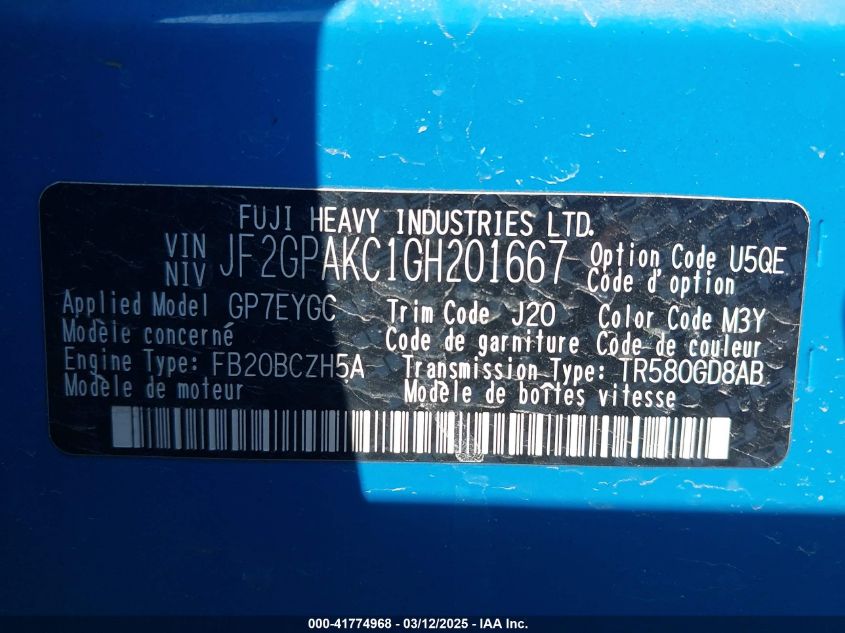 FUJI HEAVY INDUSTRIES LTD.
VIN
NIV JF2GPAKC1GH201667 Option Code U5QE
Code d'option
Applied Model GP7EYGC Trim Code J20 Color Code M3Y
Modèle concerné Code de garniture Code de couleur
Engine Type: FB20BCZH5A Transmission Type: TR580GD8AB
Modèle de moteur Modèle de boîtes vitesse
000-41774968 - 03/12/2025 - IAA Inc.